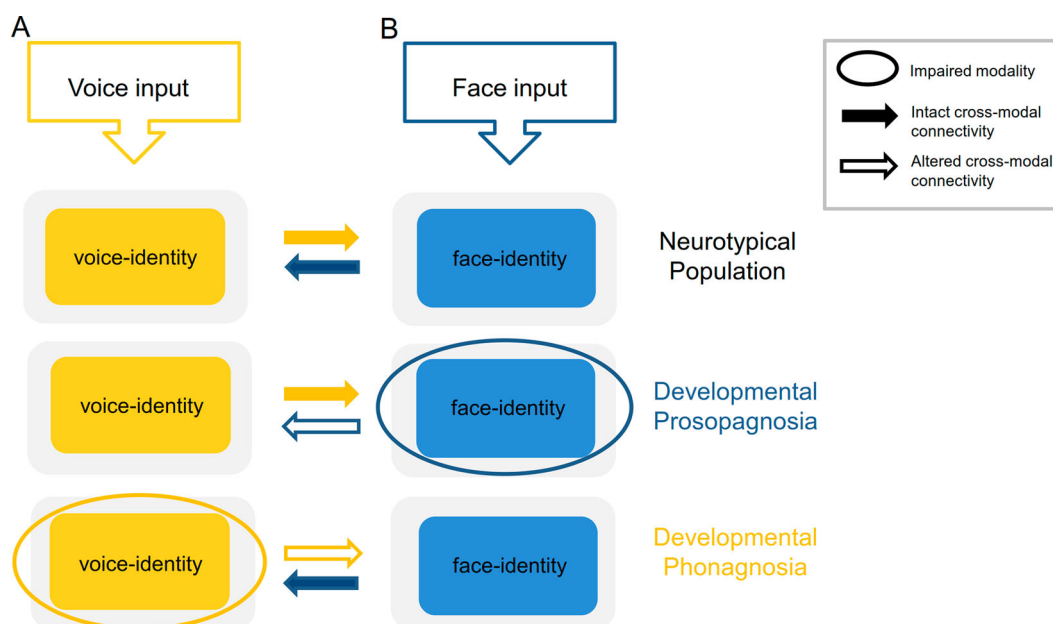 A
B
Voice input
Face input
Impaired modality
Intact cross-modal
connectivity
Altered cross-modal
connectivity
voice-identity
face-identity
Neurotypical
Population
voice-identity
face-identity
Developmental
Prosopagnosia
voice-identity
face-identity
Developmental
Phonagnosia